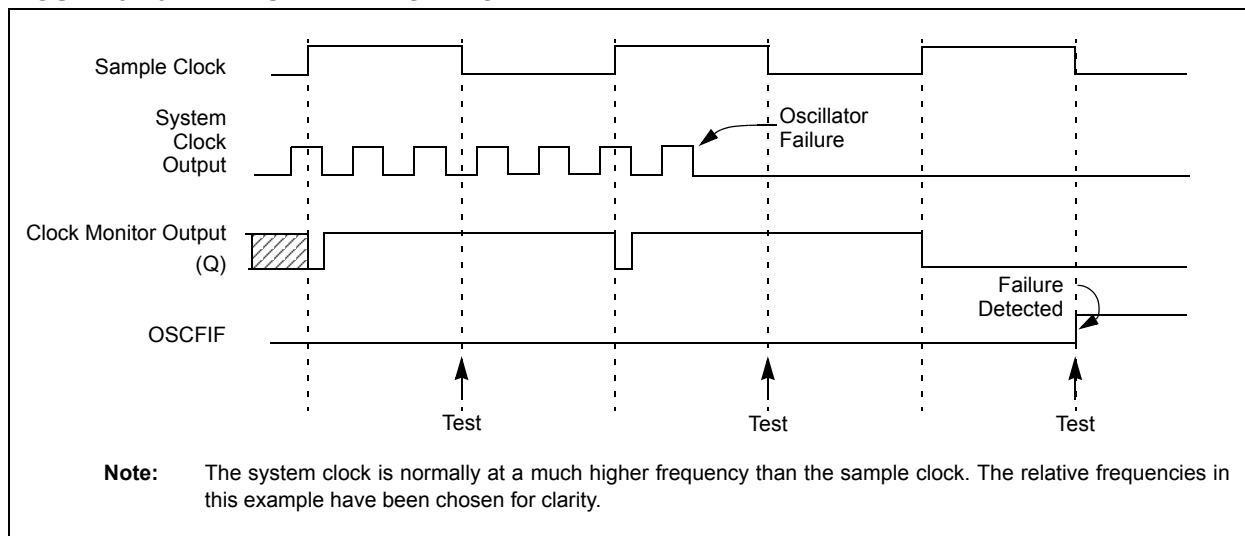 Sample Clock
System
Clock
Output
Oscillator
Failure
Clock Monitor Output
(Q)
Failure
Detected
OSCFIF
Test
Test
Test
Note: The system clock is normally at a much higher frequency than the sample clock. The relative frequencies in
this example have been chosen for clarity.